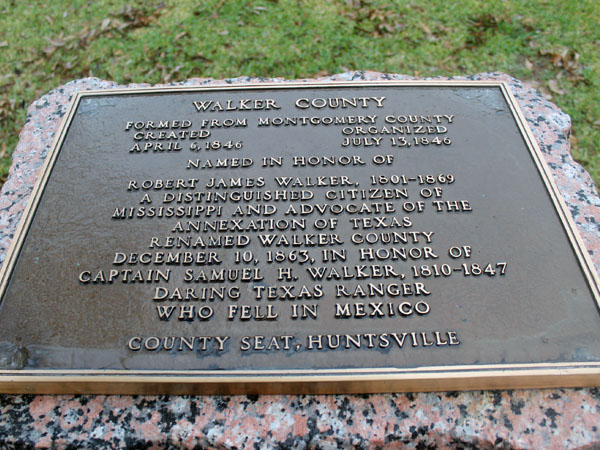 WALKER COUNTY
FORMED FROM MONTGOMERY COUNTY
CREATED ORGANIZED
APRIL 6, 1846 JULY 13, 1846
NAMED IN HONOR OF
ROBERT JAMES WALKER, 1801-1869
A DISTINGUISHED CITIZEN OF
MISSISSIPPI AND ADVOCATE OF THE
ANNEXATION OF TEXAS
RENAMED WALKER COUNTY
DECEMBER 10, 1863, IN HONOR OF
CAPTAIN SAMUEL H. WALKER, 1810-1847
DARING TEXAS RANGER
WHO FELL IN MEXICO
COUNTY SEAT, HUNTSVILLE